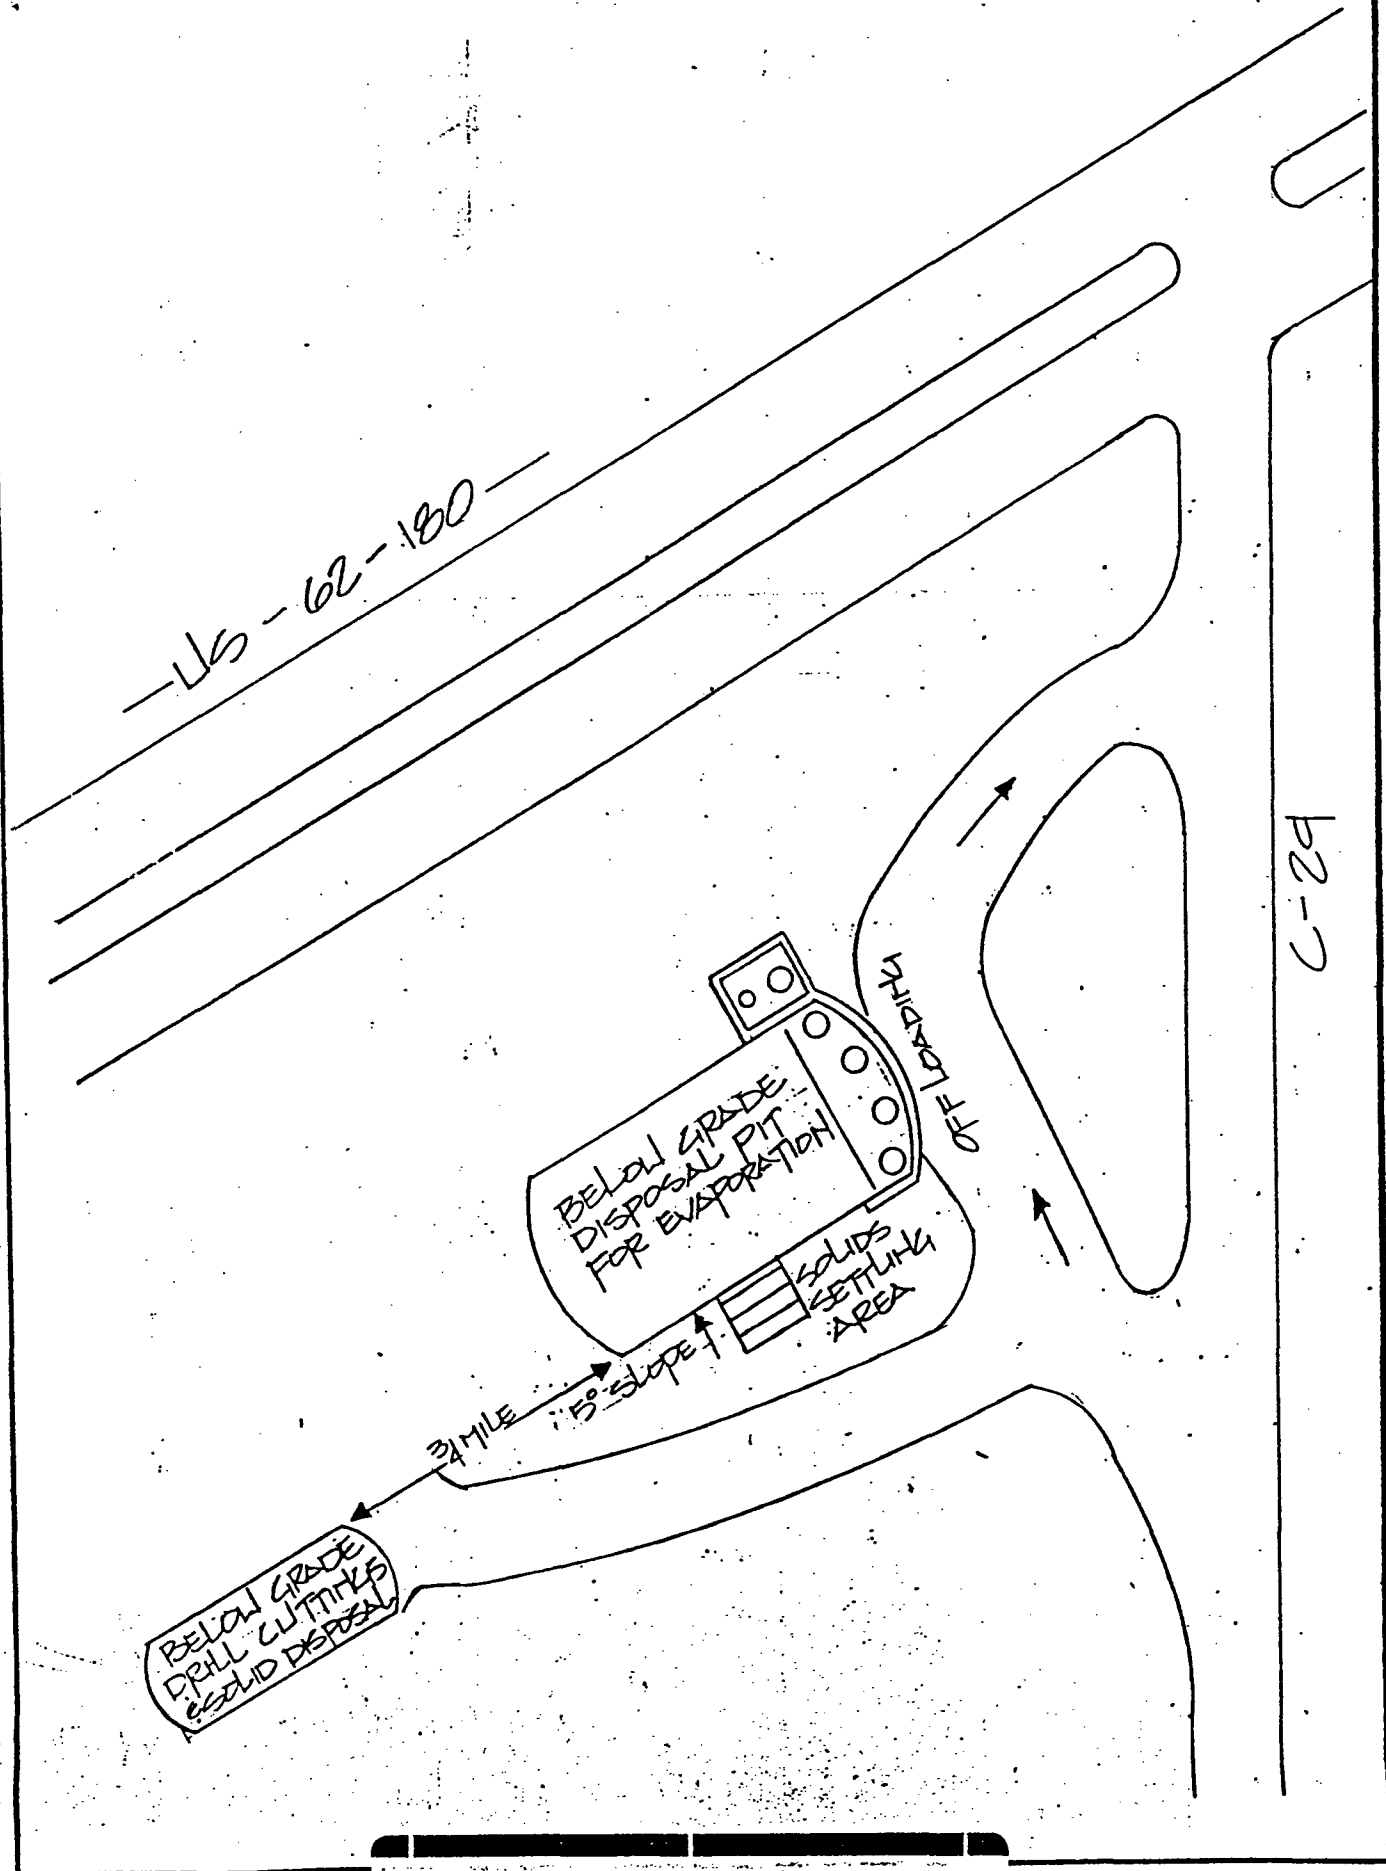 US-62-180
C-29
OFF LOADING
BELOW GRADE
DISPOSAL PIT
FOR EVAPORATION
SOLIDS
SETTLING
AREA
5° SLOPE
3/4 MILE
BELOW GRADE
DRILL CUTTINGS
& SOLID DISPOSAL